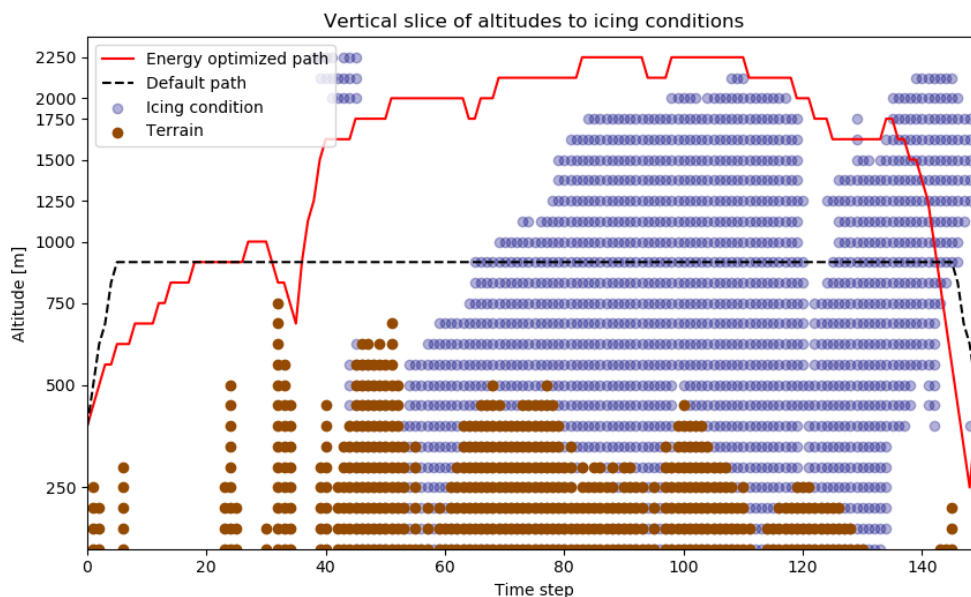 Vertical slice of altitudes to icing conditions
Energy optimized path
Default path
Icing condition
Terrain
Altitude [m]
2250
2000
1750
1500
1250
1000
750
500
250
0 20 40 60 80 100 120 140
Time step